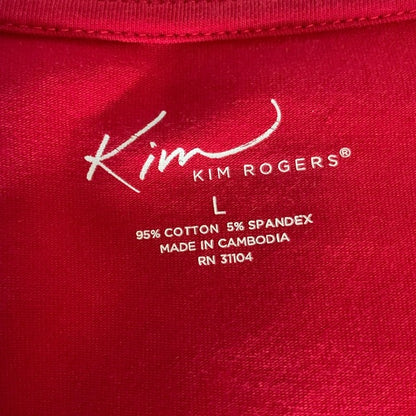 Kim
KIM ROGERS®
L
95% COTTON 5% SPANDEX
MADE IN CAMBODIA
RN 31104